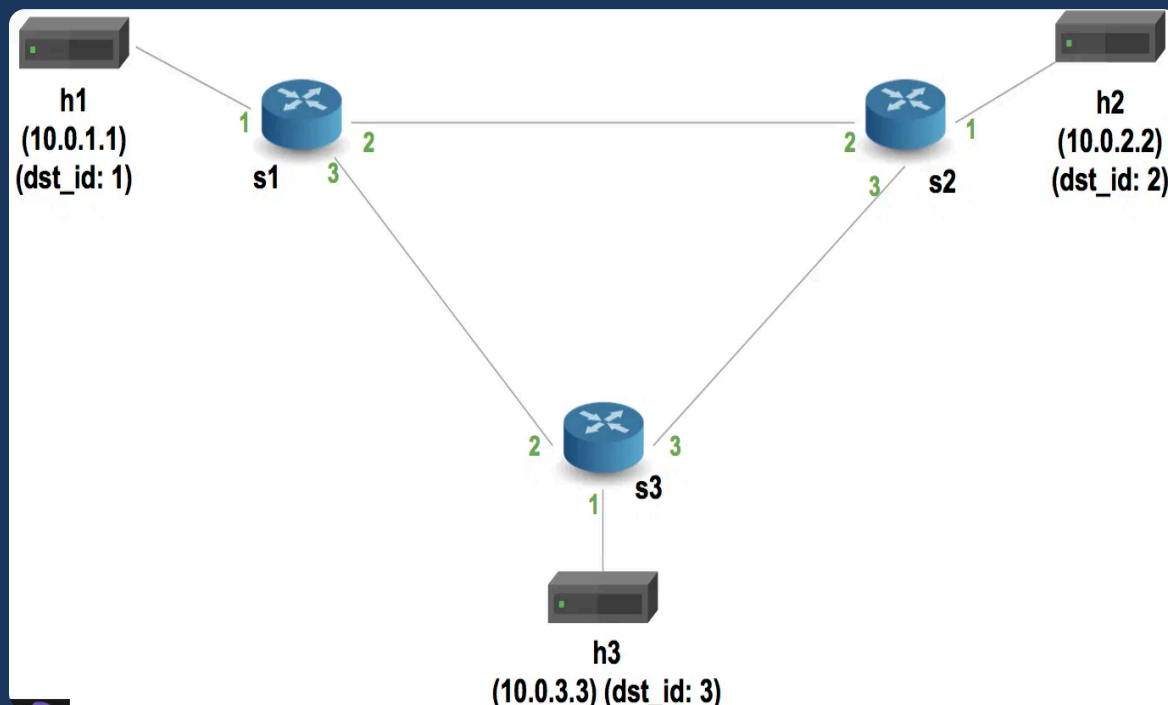 h1
(10.0.1.1)
(dst_id: 1)
1
2
3
s1
2
1
3
s2
h2
(10.0.2.2)
(dst_id: 2)
2
3
1
s3
h3
(10.0.3.3) (dst_id: 3)